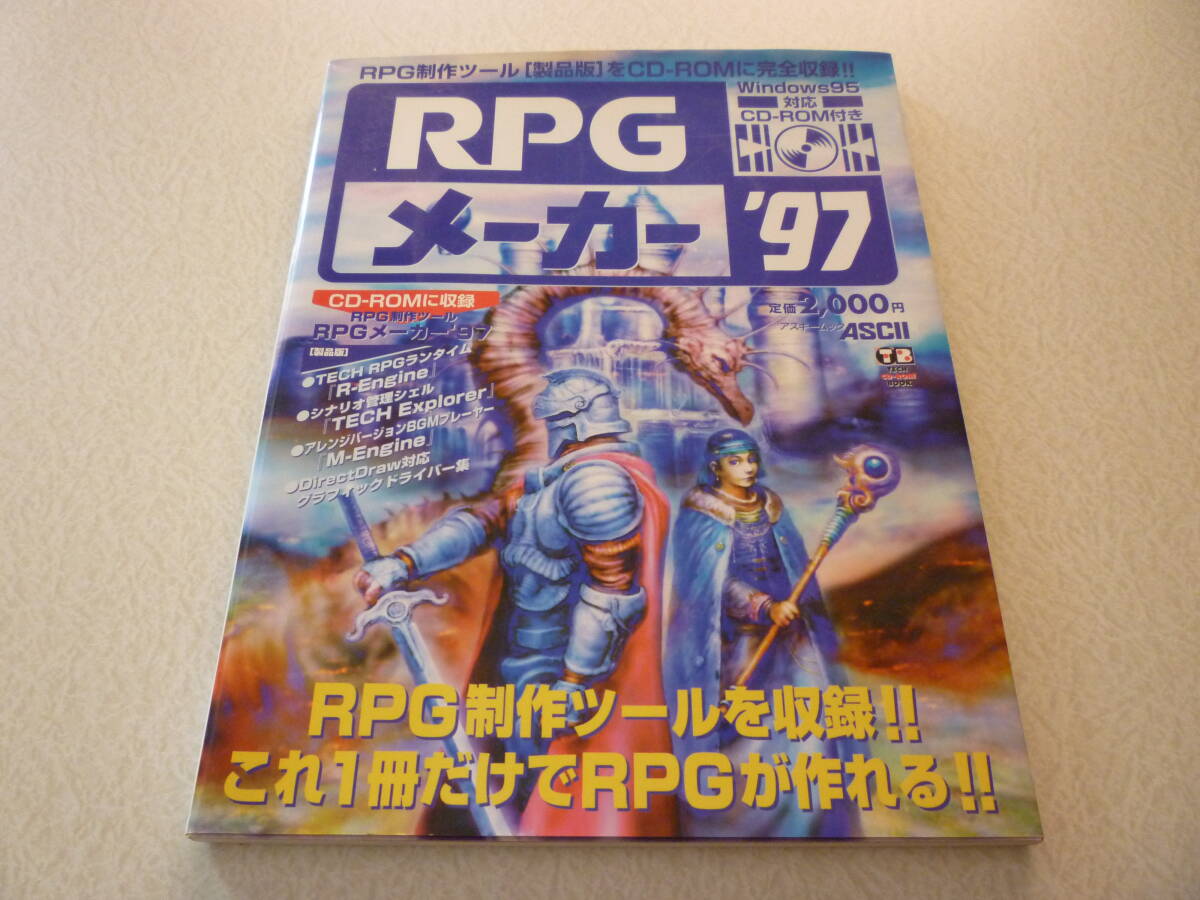 RPG制作ツール[製品版]をCD-ROMに完全収録!!
RPG
メーカー
'97
Windows95
対応
CD-ROM付き
CD-ROMに収録
RPG制作ツール
RPGメーカー'97
[製品版]
●TECH RPGランタイム
『R-Engine』
●シナリオ管理シェル
『TECH Explorer』
●アレンジバージョンBGMプレーヤー
『M-Engine』
●DirectDraw対応
グラフィックドライバー集
定価2,000円
アスキームック ASCII
TB
TECH
CD-ROM
BOOK
RPG制作ツールを収録!!
これ1冊だけでRPGが作れる!!